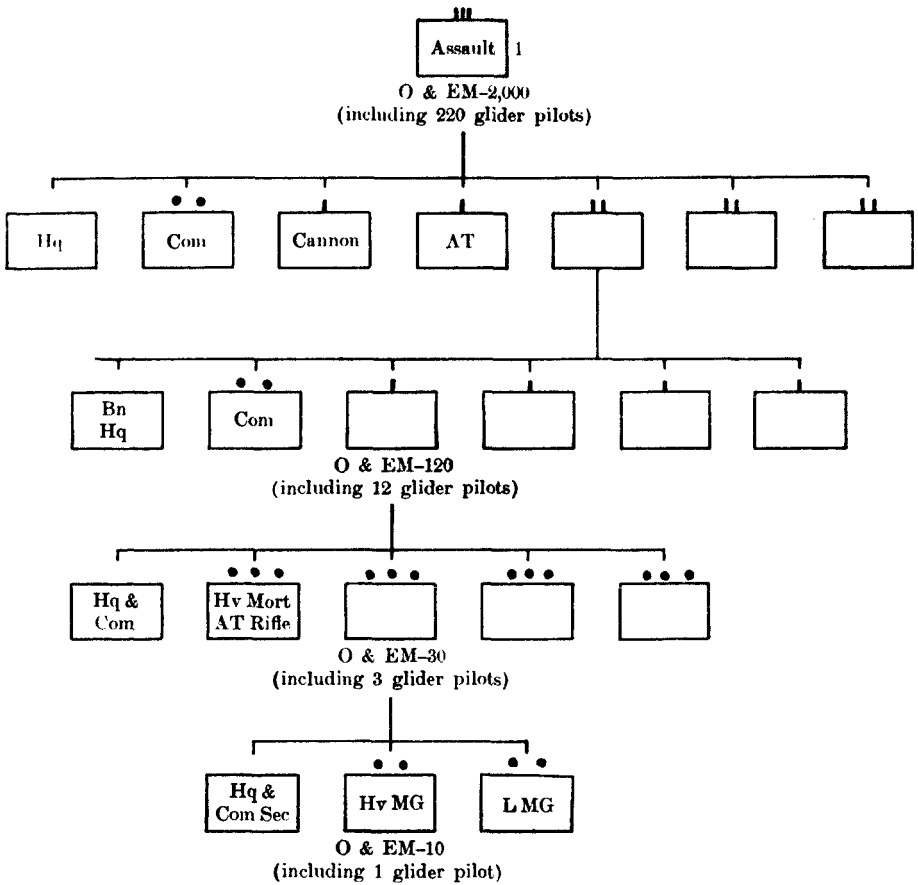 Assault 1
O & EM-2,000
(including 220 glider pilots)
Hq Com Cannon AT
Bn
Hq
Com
O & EM-120
(including 12 glider pilots)
Hq &
Com
Hv Mort
AT Rifle
O & EM-30
(including 3 glider pilots)
Hq &
Com Sec
Hv MG
L MG
O & EM-10
(including 1 glider pilot)